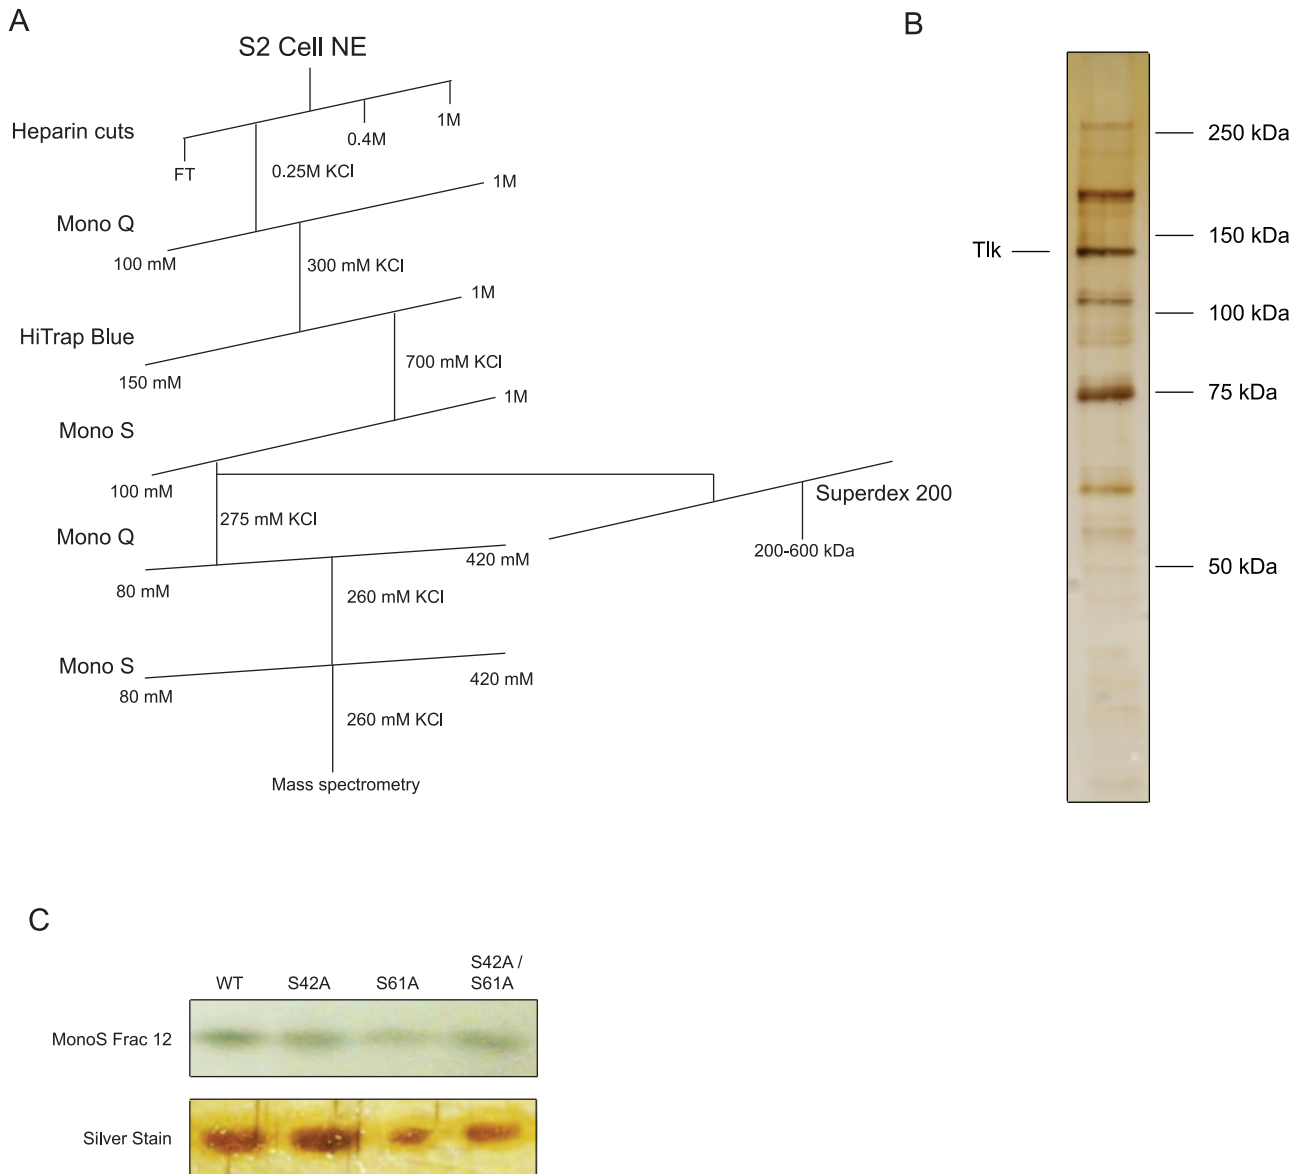 A
S2 Cell NE
Heparin cuts
FT
0.25M KCl
0.4M
1M
Mono Q
100 mM
1M
300 mM KCl
HiTrap Blue
150 mM
1M
700 mM KCl
Mono S
100 mM
1M
275 mM KCl
Superdex 200
200-600 kDa
Mono Q
80 mM
420 mM
260 mM KCl
Mono S
80 mM
420 mM
260 mM KCl
Mass spectrometry
B
Tlk
250 kDa
150 kDa
100 kDa
75 kDa
50 kDa
C
WT
S42A
S61A
S42A /
S61A
MonoS Frac 12
Silver Stain